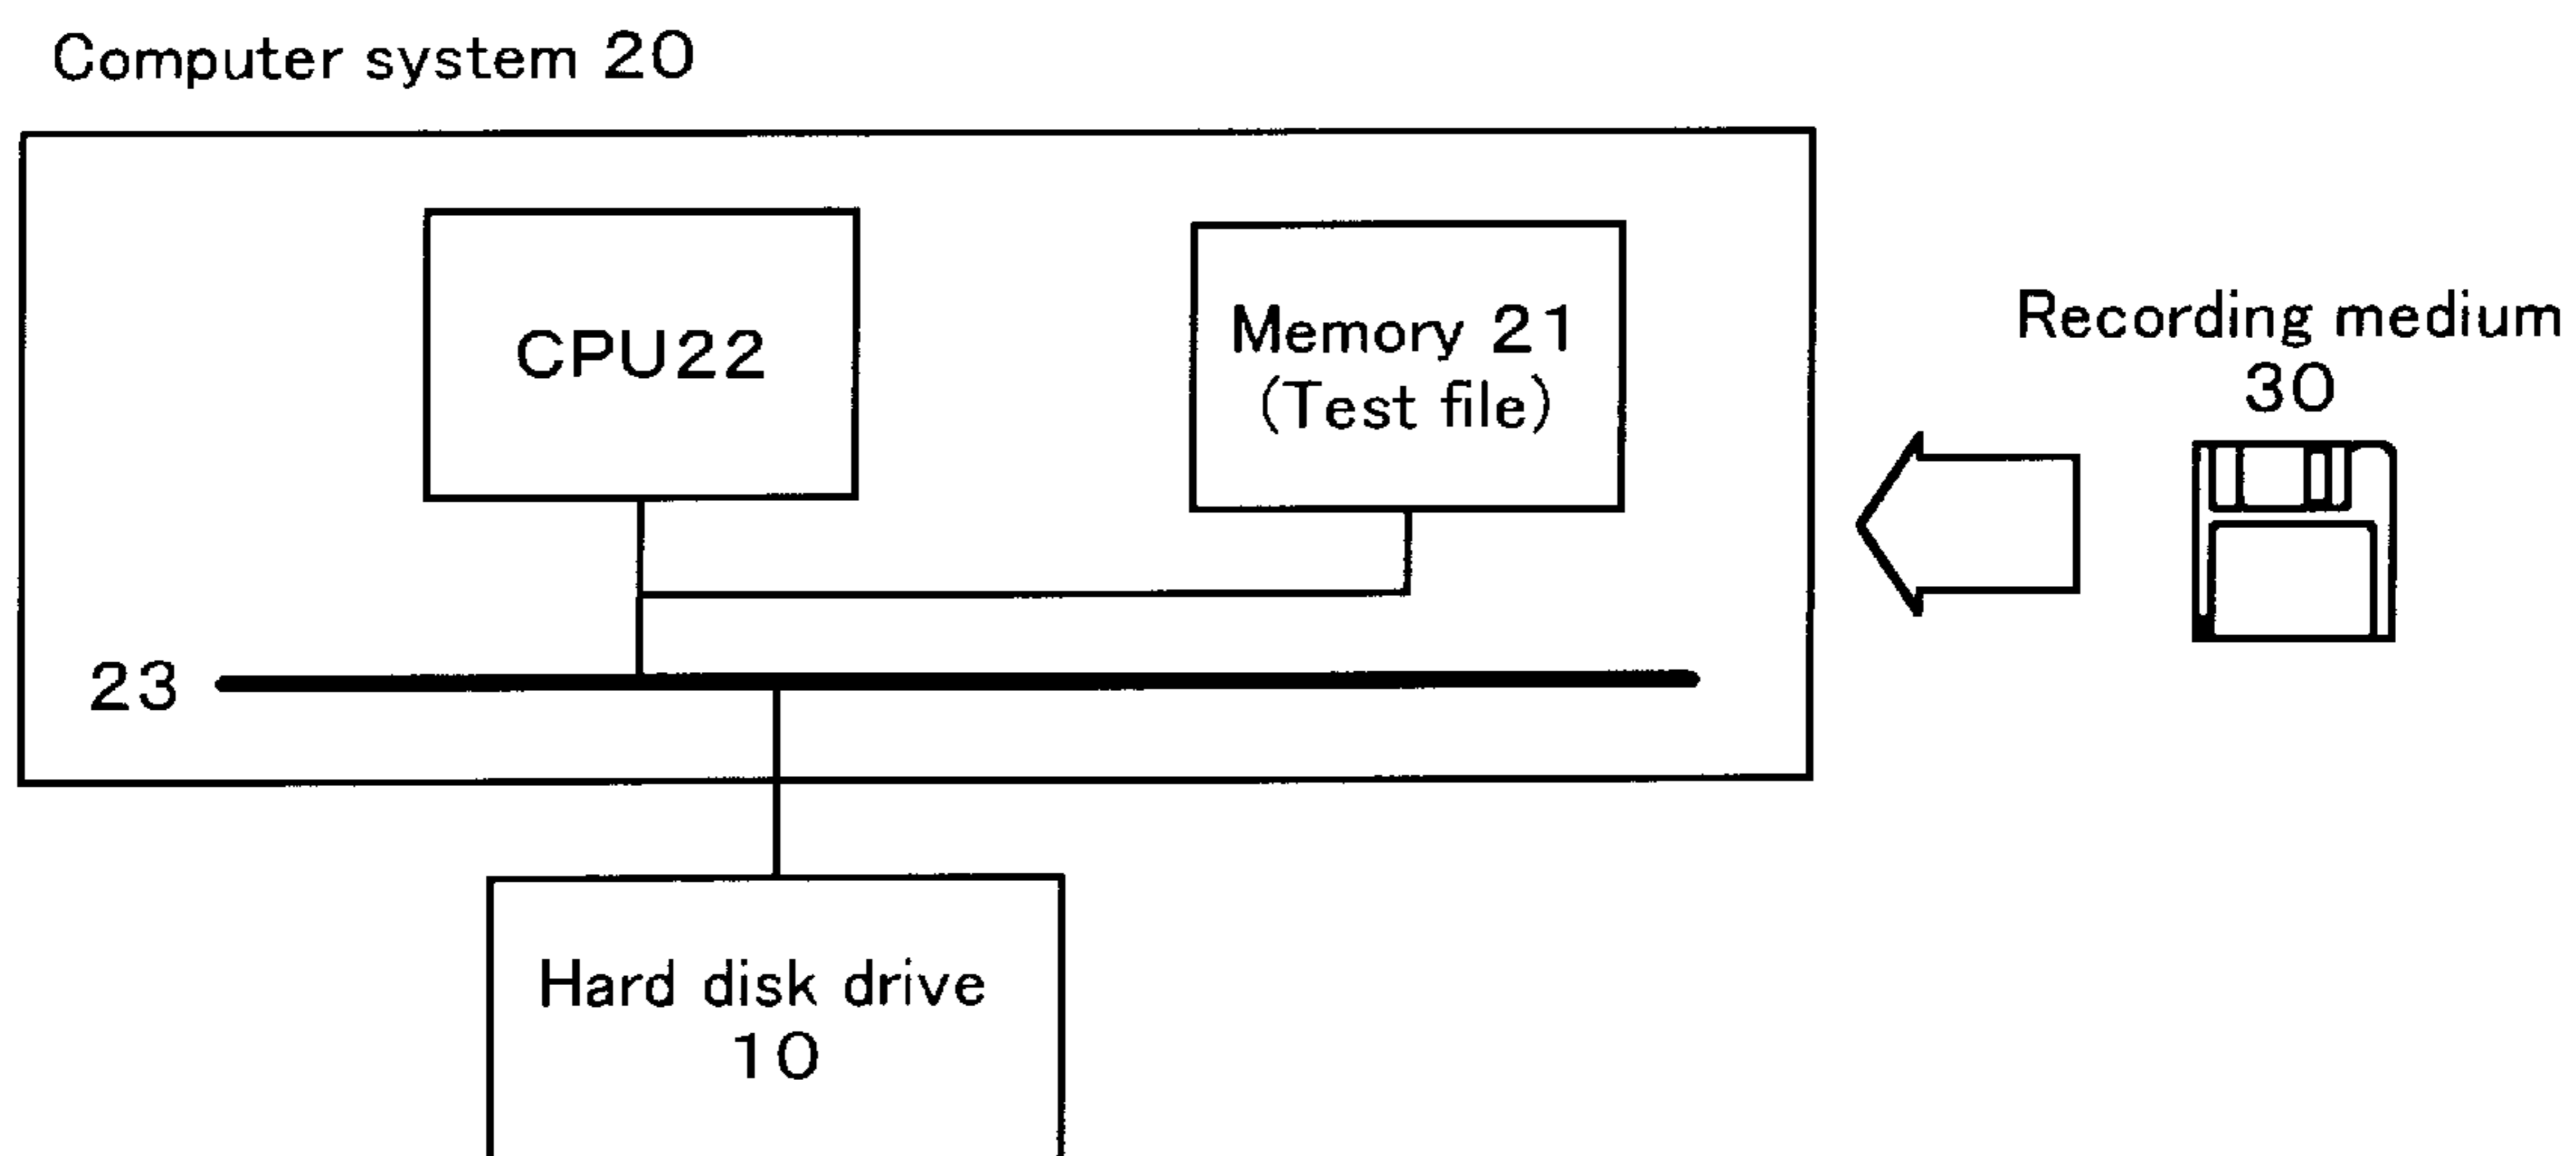 Computer system 20
CPU22
Memory 21
(Test file)
Recording medium
30
23
Hard disk drive
10